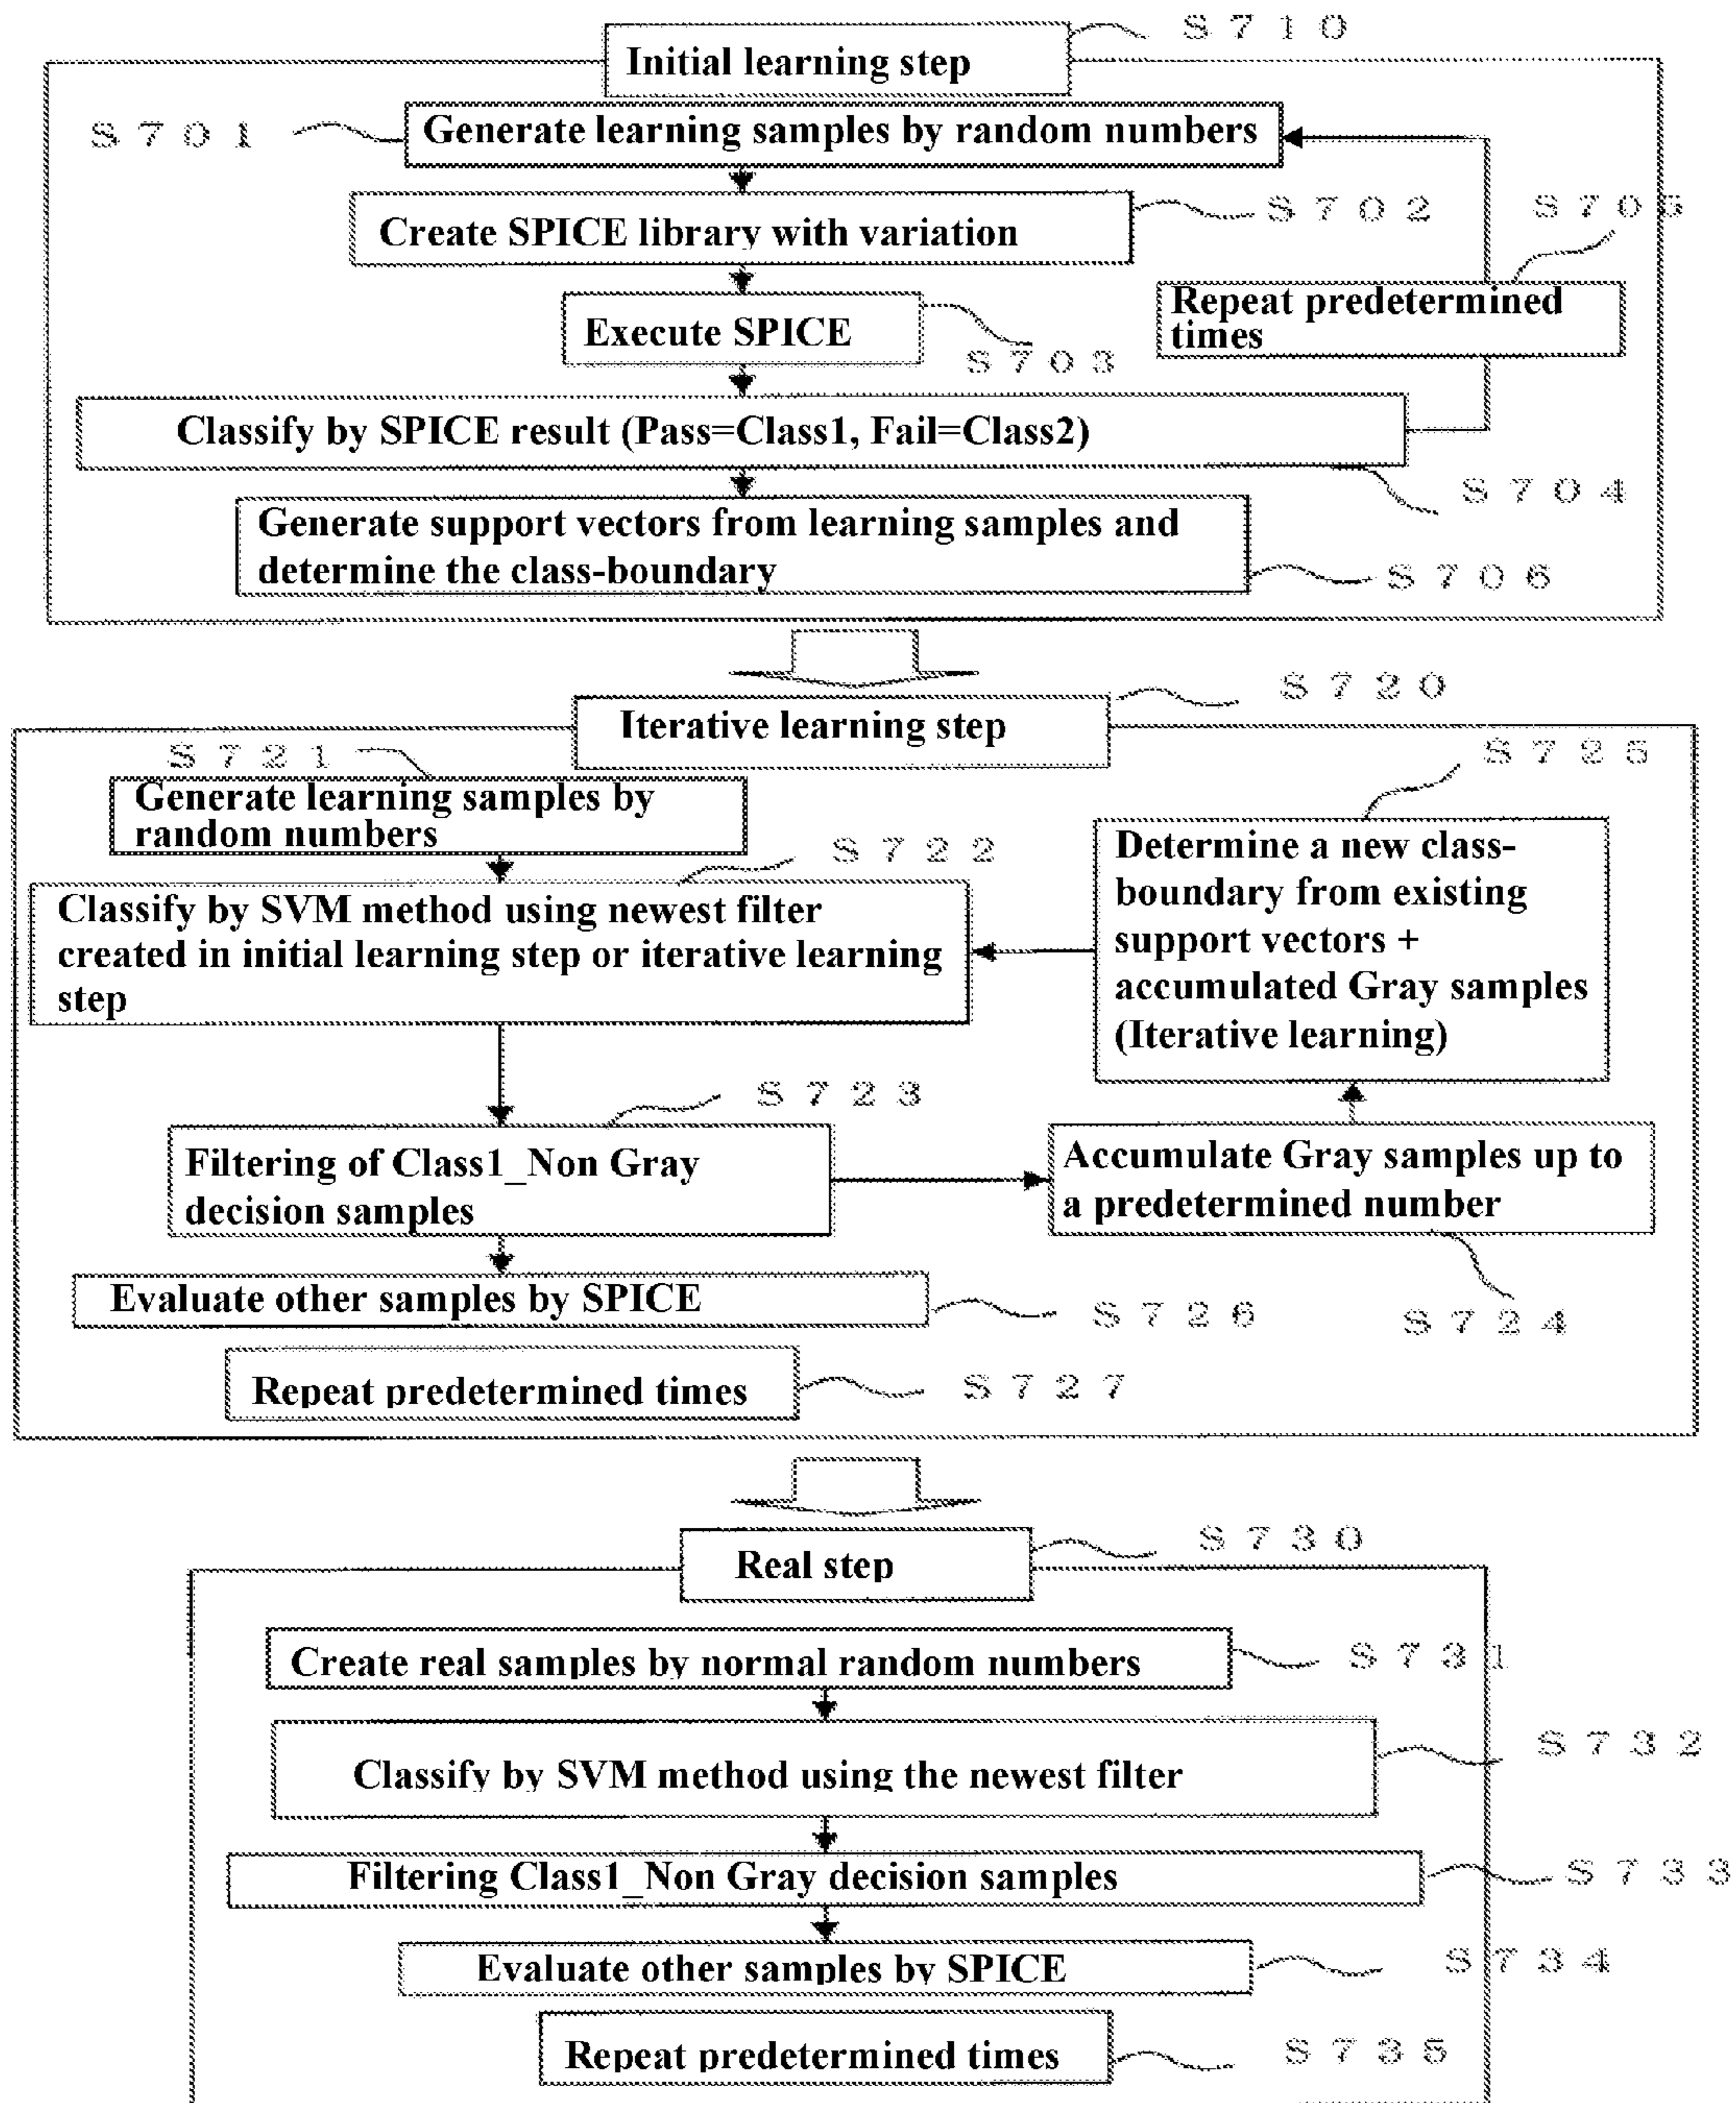 S710
Initial learning step
S701
Generate learning samples by random numbers
S702
S705
Create SPICE library with variation
Repeat predetermined
times
Execute SPICE
S703
Classify by SPICE result (Pass=Class1, Fail=Class2)
S704
Generate support vectors from learning samples and
determine the class-boundary
S706
S720
Iterative learning step
S721
S725
Generate learning samples by
random numbers
S722
Classify by SVM method using newest filter
created in initial learning step or iterative learning
step
Determine a new class-
boundary from existing
support vectors +
accumulated Gray samples
(Iterative learning)
S723
Filtering of Class1_Non Gray
decision samples
Accumulate Gray samples up to
a predetermined number
Evaluate other samples by SPICE
S726
S724
Repeat predetermined times
S727
S730
Real step
Create real samples by normal random numbers
S731
Classify by SVM method using the newest filter
S732
Filtering Class1_Non Gray decision samples
S733
Evaluate other samples by SPICE
S734
Repeat predetermined times
S735